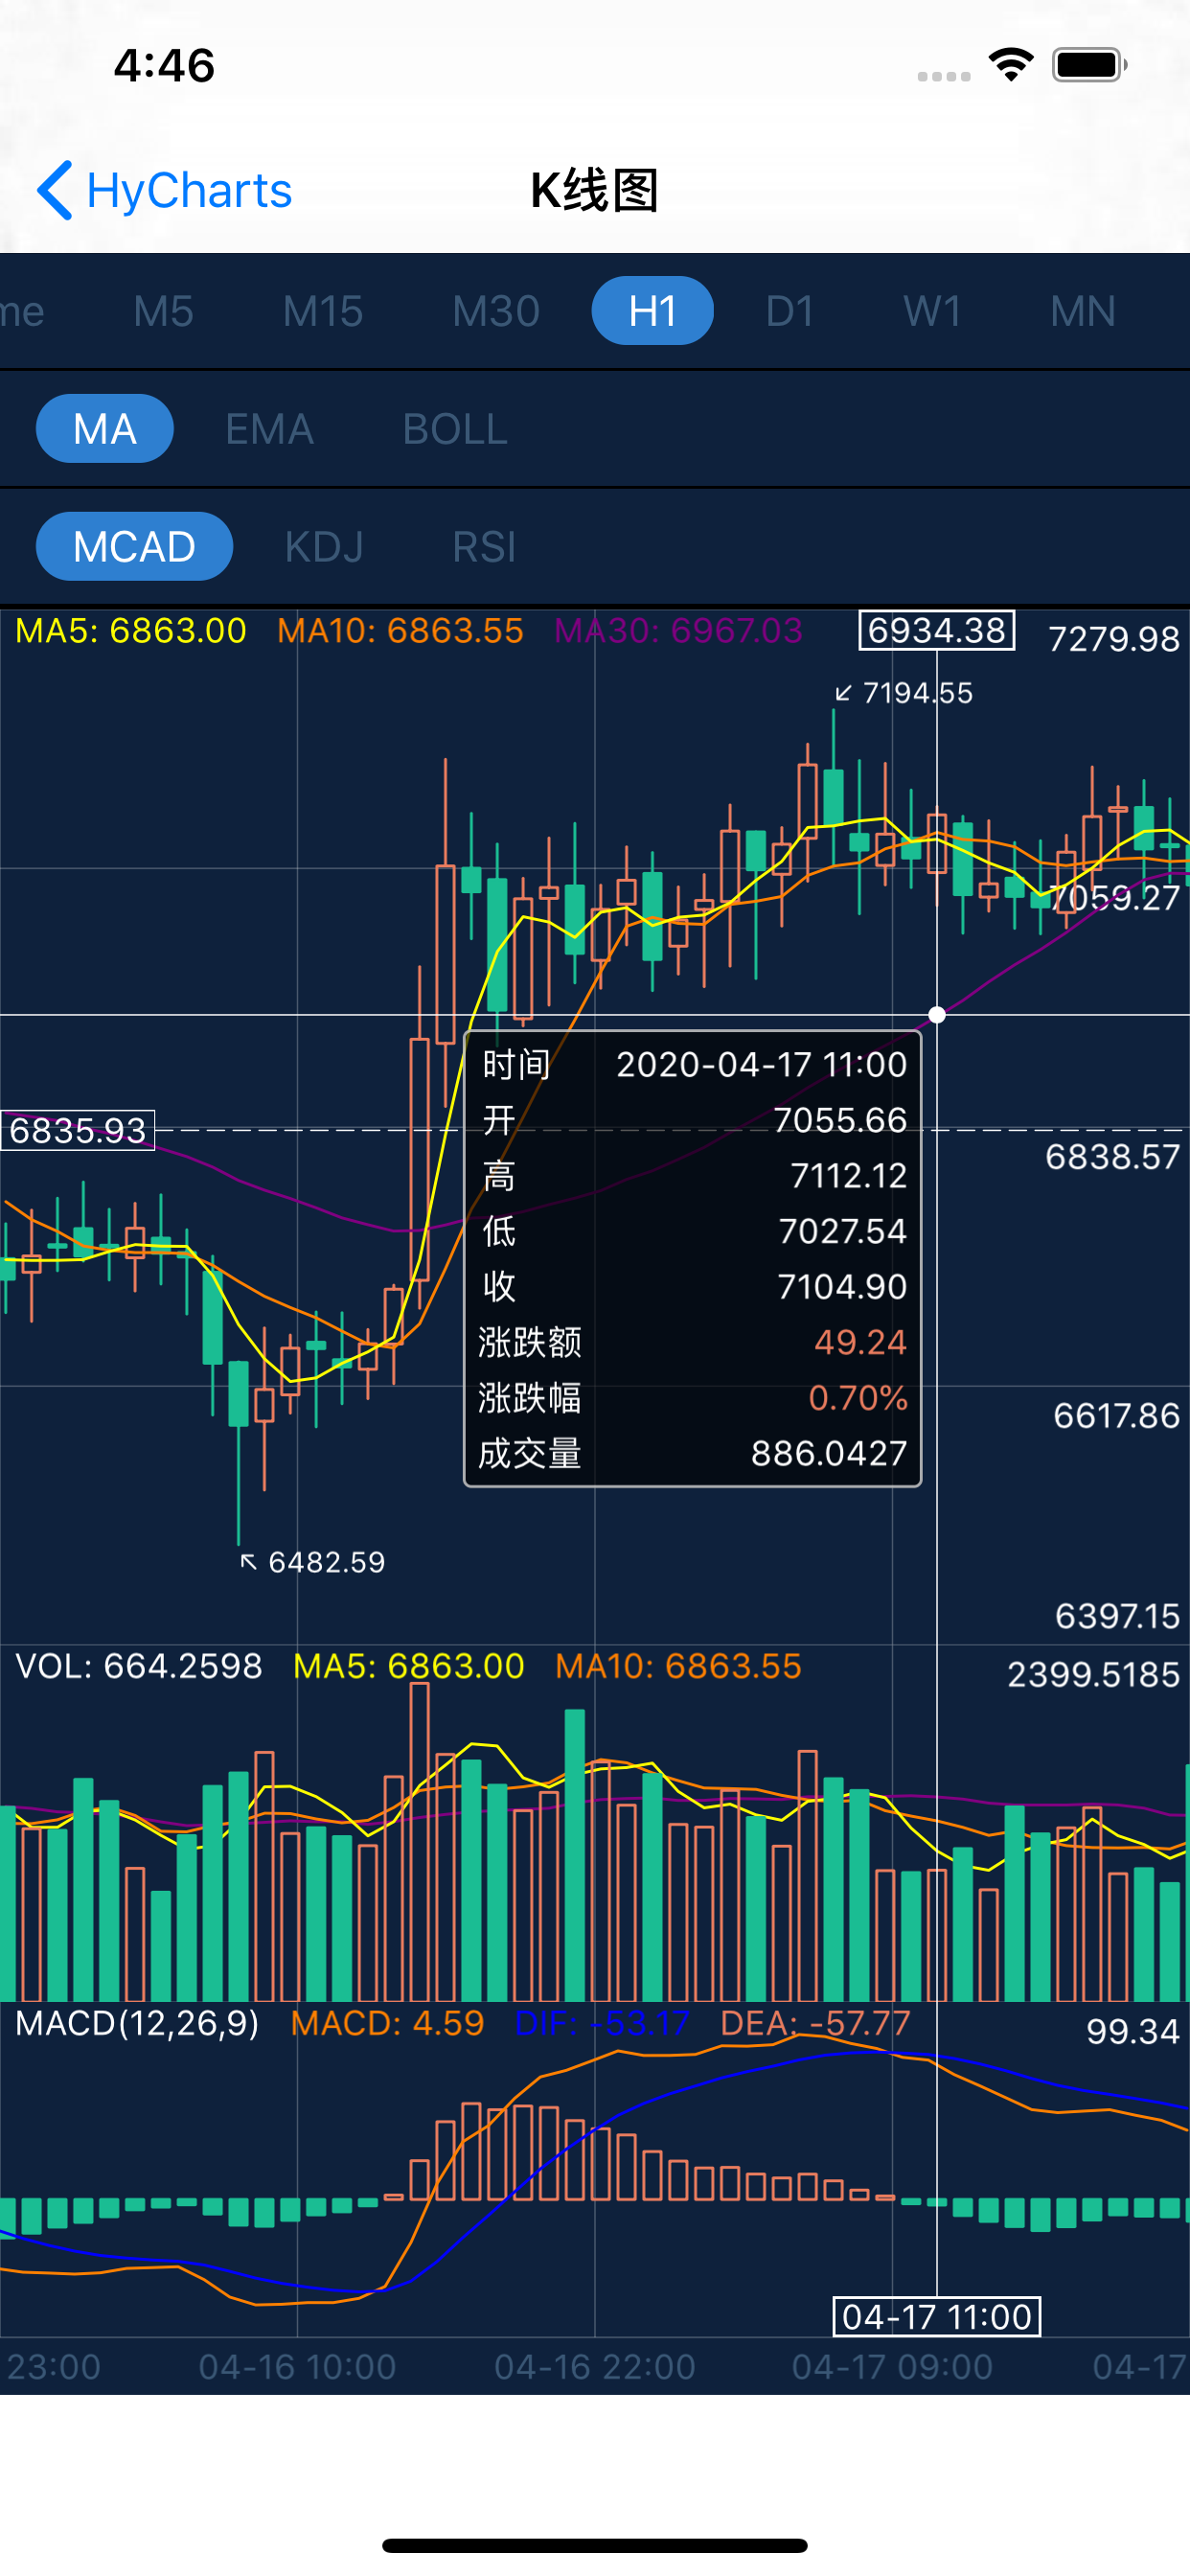 4:46
HyCharts K线图
me M5 M15 M30 H1 D1 W1 MN
MA EMA BOLL
MCAD KDJ RSI
MA5: 6863.00 MA10: 6863.55 MA30: 6967.03 6934.38 7279.98
↙ 7194.55
7059.27
时间 2020-04-17 11:00
开 7055.66
6835.93
6838.57
高 7112.12
低 7027.54
收 7104.90
涨跌额 49.24
涨跌幅 0.70%
6617.86
成交量 886.0427
↖ 6482.59
6397.15
VOL: 664.2598 MA5: 6863.00 MA10: 6863.55 2399.5185
MACD(12,26,9) MACD: 4.59 DIF: -53.17 DEA: -57.77 99.34
04-17 11:00
23:00 04-16 10:00 04-16 22:00 04-17 09:00 04-17